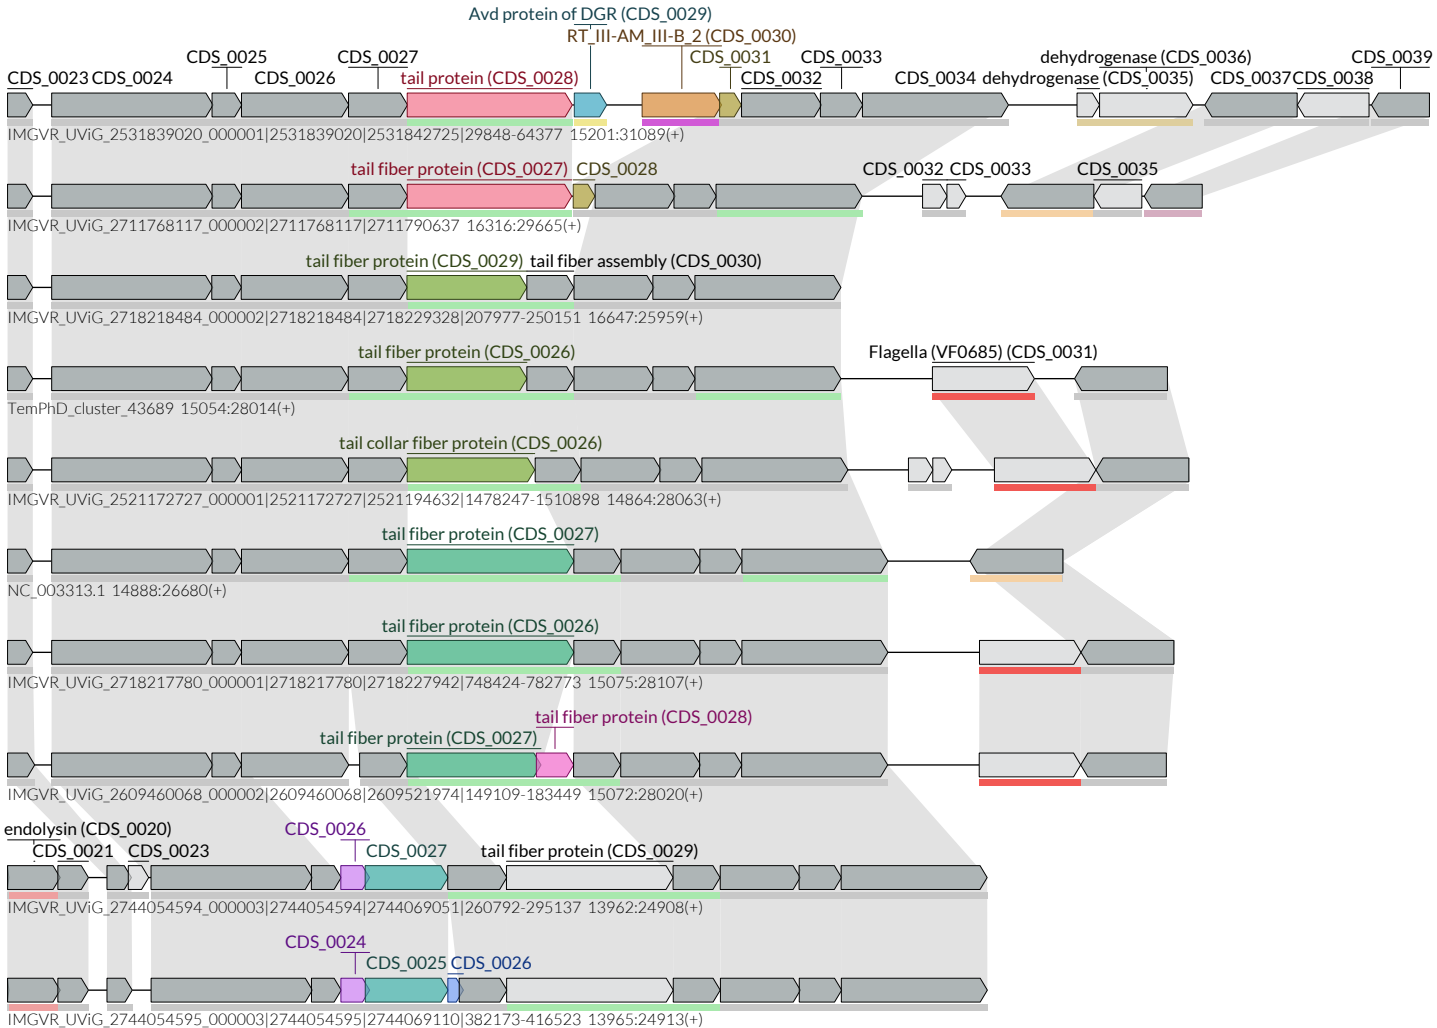 Avd protein of DGR (CDS_0029)
RT_III-AM_III-B_2 (CDS_0030)
CDS_0025 CDS_0027 CDS_0031 CDS_0033 dehydrogenase (CDS_0036) CDS_0039
CDS_0023 CDS_0024 CDS_0026 tail protein (CDS_0028) CDS_0032 CDS_0034 dehydrogenase (CDS_0035) CDS_0037 CDS_0038
IMGVR_UViG_2531839020_000001|2531839020|2531842725|29848-64377 15201:31089(+)
tail fiber protein (CDS_0027) CDS_0028 CDS_0032 CDS_0033 CDS_0035
IMGVR_UViG_2711768117_000002|2711768117|2711790637 16316:29665(+)
tail fiber protein (CDS_0029) tail fiber assembly (CDS_0030)
IMGVR_UViG_2718218484_000002|2718218484|2718229328|207977-250151 16647:25959(+)
tail fiber protein (CDS_0026) Flagella (VF0685) (CDS_0031)
TemPhD_cluster_43689 15054:28014(+)
tail collar fiber protein (CDS_0026)
IMGVR_UViG_2521172727_000001|2521172727|2521194632|1478247-1510898 14864:28063(+)
tail fiber protein (CDS_0027)
NC_003313.1 14888:26680(+)
tail fiber protein (CDS_0026)
IMGVR_UViG_2718217780_000001|2718217780|2718227942|748424-782773 15075:28107(+)
tail fiber protein (CDS_0028)
tail fiber protein (CDS_0027)
IMGVR_UViG_2609460068_000002|2609460068|2609521974|149109-183449 15072:28020(+)
endolysin (CDS_0020) CDS_0026
CDS_0021 CDS_0023 CDS_0027 tail fiber protein (CDS_0029)
IMGVR_UViG_2744054594_000003|2744054594|2744069051|260792-295137 13962:24908(+)
CDS_0024
CDS_0025 CDS_0026
IMGVR_UViG_2744054595_000003|2744054595|2744069110|382173-416523 13965:24913(+)